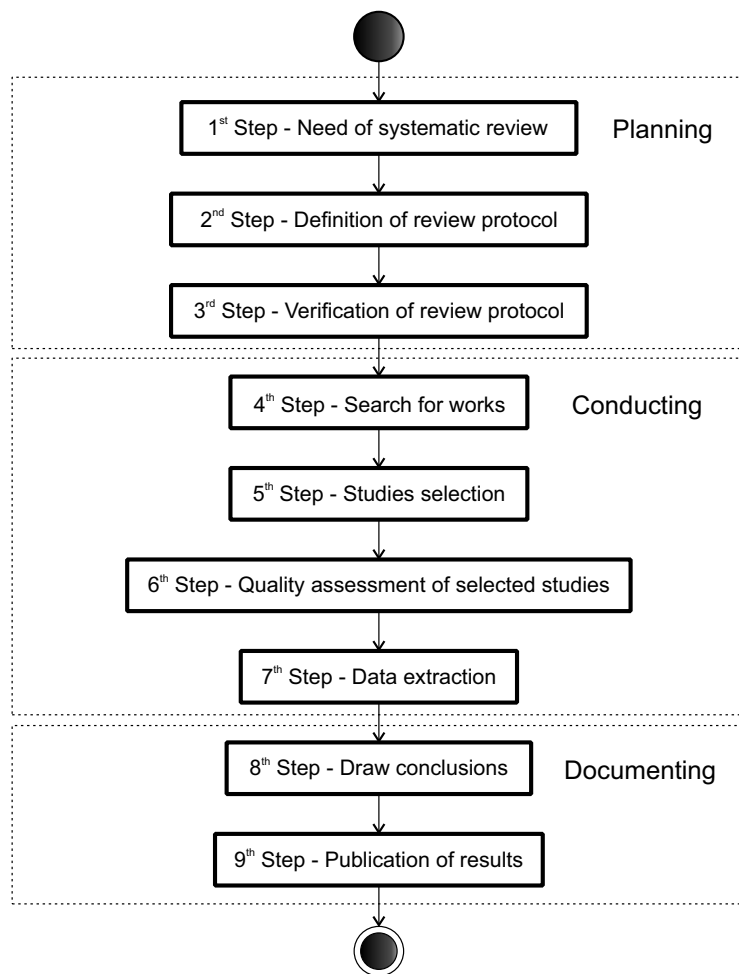 1st Step - Need of systematic review
Planning
2nd Step - Definition of review protocol
3rd Step - Verification of review protocol
4th Step - Search for works
Conducting
5th Step - Studies selection
6th Step - Quality assessment of selected studies
7th Step - Data extraction
8th Step - Draw conclusions
Documenting
9th Step - Publication of results